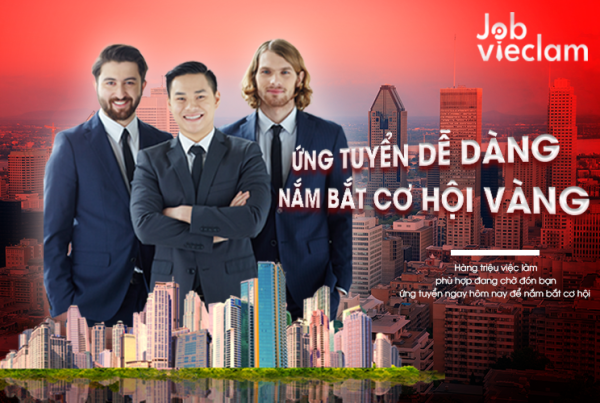 Job
vieclam
ỨNG TUYỂN DỄ DÀNG
NẮM BẮT CƠ HỘI VÀNG
Hàng triệu việc làm
phù hợp đang chờ đón bạn
ứng tuyển ngay hôm nay để nắm bắt cơ hội